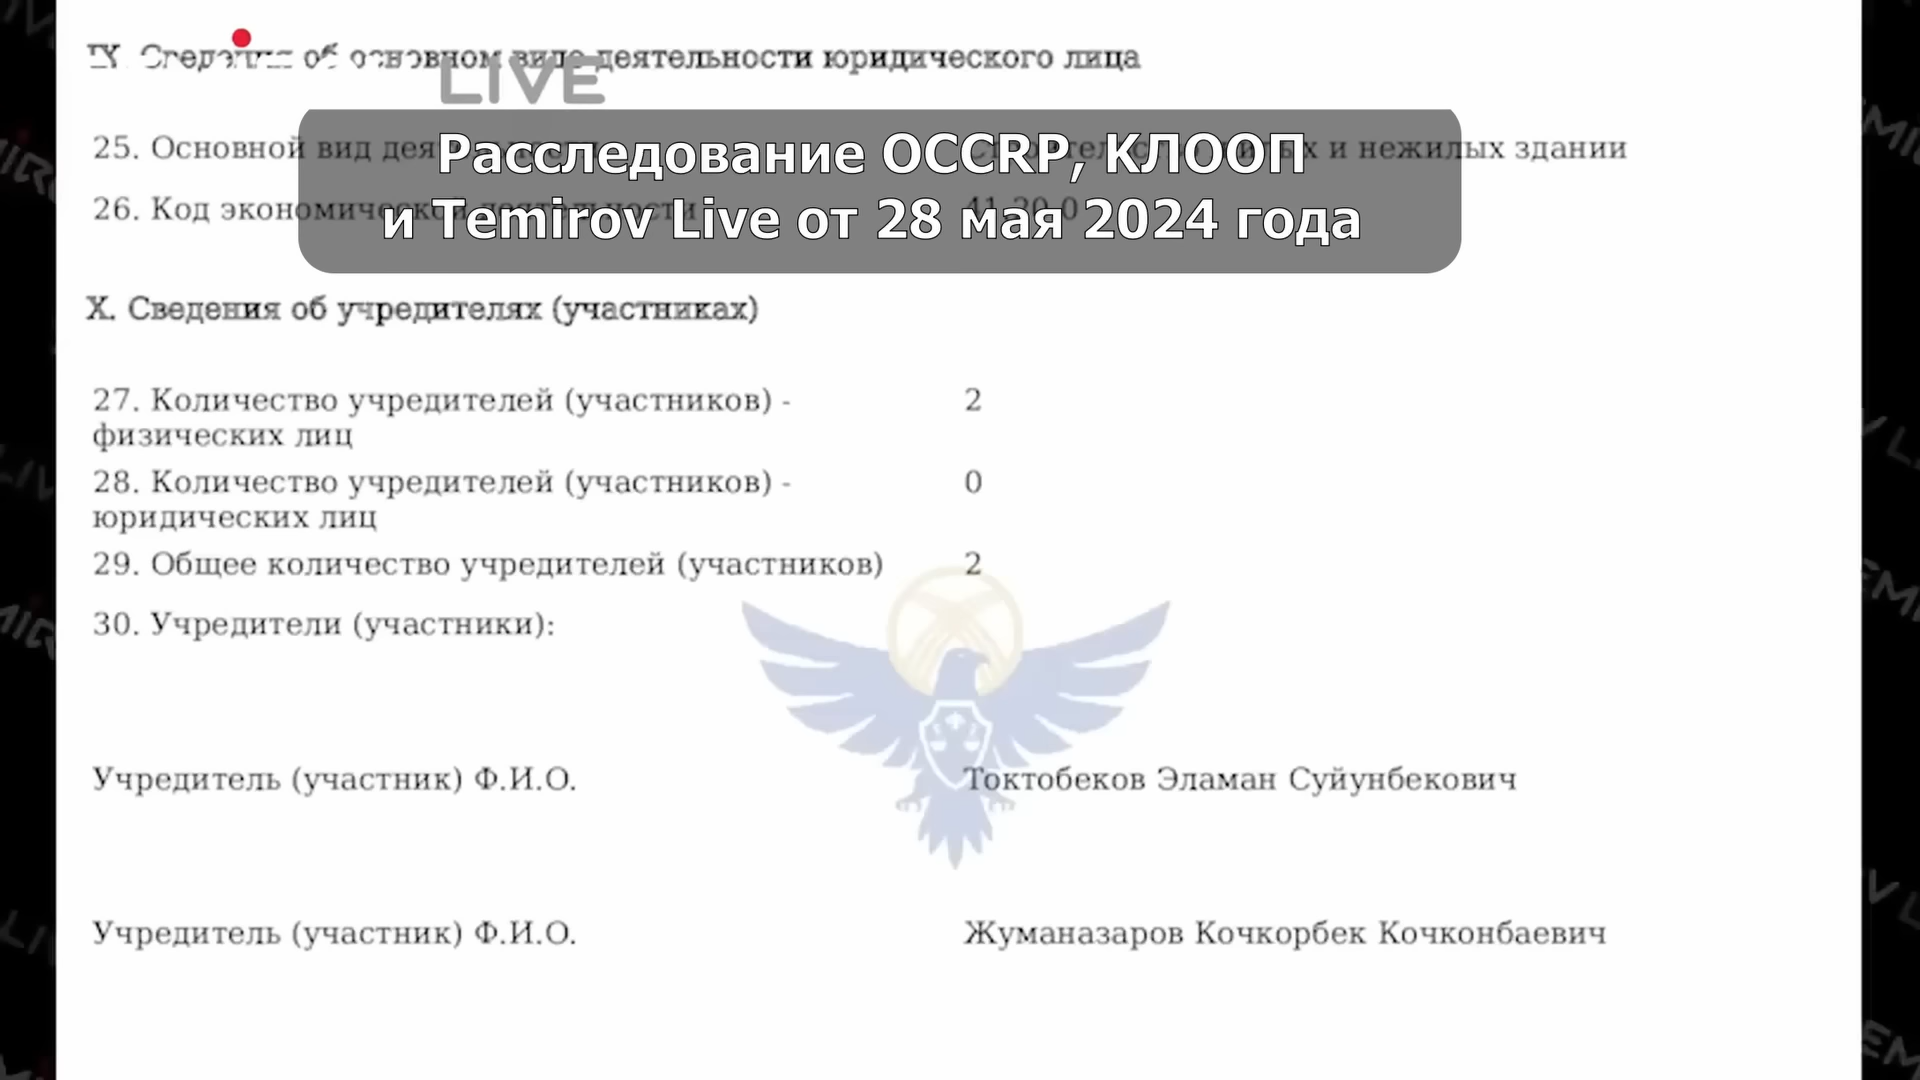 IX. Сведения об основном виде деятельности юридического лица
LIVE
25. Основной вид
и нежилых здании
Расследование OCCRP, КЛООП
и Temirov Live от 28 мая 2024 года
26. Код экономической деятельности
X. Сведения об учредителях (участниках)
27. Количество учредителей (участников) - 2
физических лиц
28. Количество учредителей (участников) - 0
юридических лиц
29. Общее количество учредителей (участников) 2
30. Учредители (участники):
Учредитель (участник) Ф.И.О. Токтобеков Эламан Суйунбекович
Учредитель (участник) Ф.И.О. Жуманазаров Кочкорбек Кочконбаевич